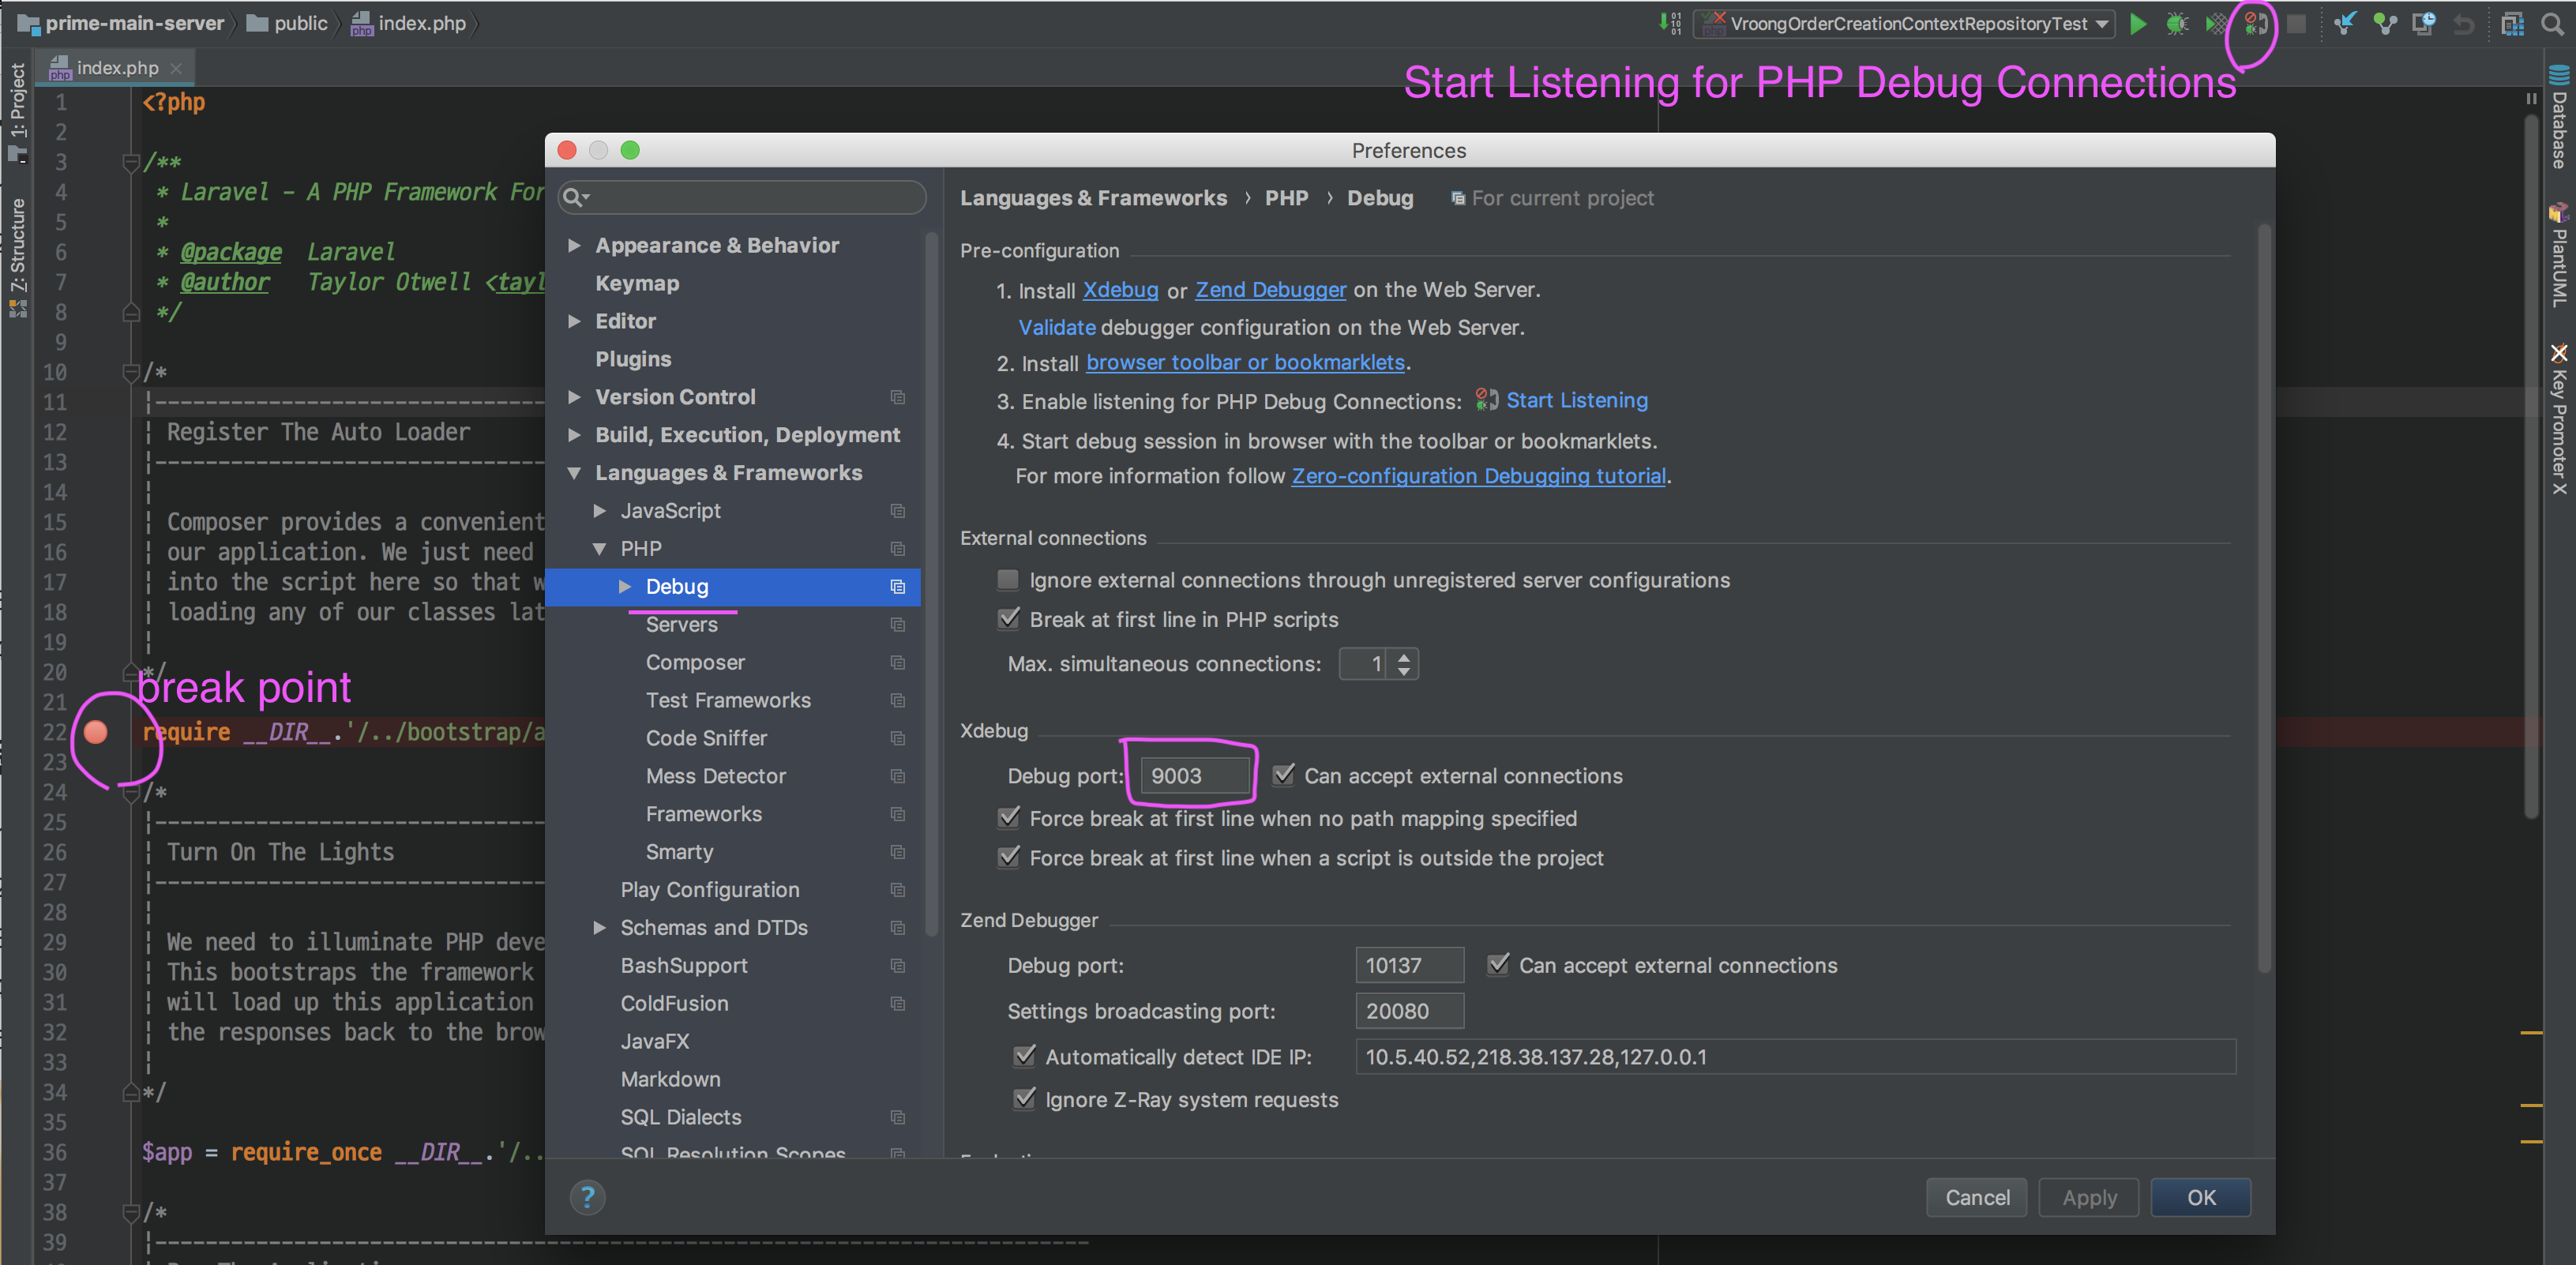 prime-main-server public index.php
VroongOrderCreationContextRepositoryTest
index.php
Start Listening for PHP Debug Connections
1: Project
7: Structure
Database
PlantUML
Key Promoter X
1 <?php
2
3 /**
4 * Laravel - A PHP Framework For
5 *
6 * @package Laravel
7 * @author Taylor Otwell <tayl
8 */
9
10 /*
11 |--------------------------------
12 | Register The Auto Loader
13 |--------------------------------
14 |
15 | Composer provides a convenient
16 | our application. We just need
17 | into the script here so that w
18 | loading any of our classes lat
19 |
20 */
break point
21
22 require __DIR__.'/../bootstrap/a
23
24 /*
25 |--------------------------------
26 | Turn On The Lights
27 |--------------------------------
28 |
29 | We need to illuminate PHP deve
30 | This bootstraps the framework
31 | will load up this application
32 | the responses back to the brow
33 |
34 */
35
36 $app = require_once __DIR__.'/..
37
38 /*
39 |--------------------------------------------------------------------------
Preferences
Appearance & Behavior
Keymap
Editor
Plugins
Version Control
Build, Execution, Deployment
Languages & Frameworks
JavaScript
PHP
Debug
Servers
Composer
Test Frameworks
Code Sniffer
Mess Detector
Frameworks
Smarty
Play Configuration
Schemas and DTDs
BashSupport
ColdFusion
JavaFX
Markdown
SQL Dialects
SQL Resolution Scopes
Languages & Frameworks › PHP › Debug For current project
Pre-configuration
1. Install Xdebug or Zend Debugger on the Web Server.
Validate debugger configuration on the Web Server.
2. Install browser toolbar or bookmarklets.
3. Enable listening for PHP Debug Connections: Start Listening
4. Start debug session in browser with the toolbar or bookmarklets.
For more information follow Zero-configuration Debugging tutorial.
External connections
Ignore external connections through unregistered server configurations
Break at first line in PHP scripts
Max. simultaneous connections: 1
Xdebug
Debug port: 9003 Can accept external connections
Force break at first line when no path mapping specified
Force break at first line when a script is outside the project
Zend Debugger
Debug port: 10137 Can accept external connections
Settings broadcasting port: 20080
Automatically detect IDE IP: 10.5.40.52,218.38.137.28,127.0.0.1
Ignore Z-Ray system requests
? Cancel Apply OK